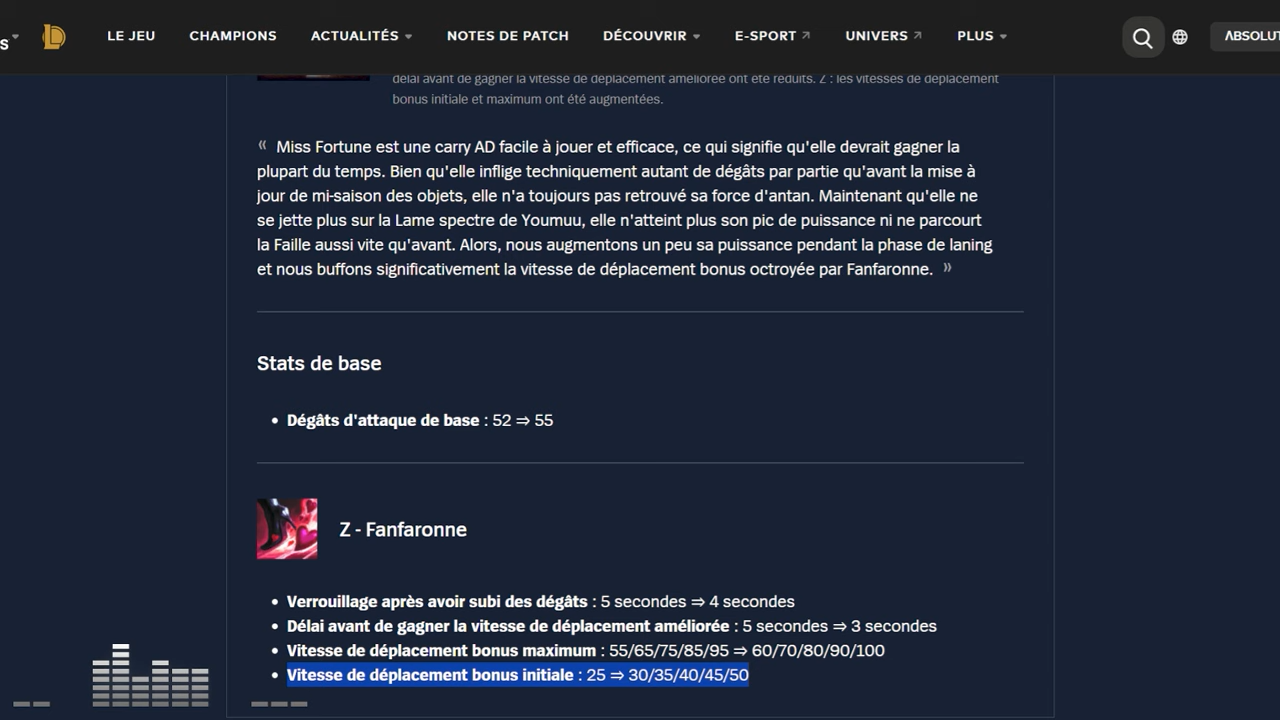 S
LE JEU CHAMPIONS ACTUALITÉS NOTES DE PATCH DÉCOUVRIR E-SPORT UNIVERS PLUS
délai avant de gagner la vitesse de déplacement améliorée ont été réduits. Z : les vitesses de déplacement
bonus initiale et maximum ont été augmentées.
« Miss Fortune est une carry AD facile à jouer et efficace, ce qui signifie qu'elle devrait gagner la
plupart du temps. Bien qu'elle inflige techniquement autant de dégâts par partie qu'avant la mise à
jour de mi-saison des objets, elle n'a toujours pas retrouvé sa force d'antan. Maintenant qu'elle ne
se jette plus sur la Lame spectre de Youmuu, elle n'atteint plus son pic de puissance ni ne parcourt
la Faille aussi vite qu'avant. Alors, nous augmentons un peu sa puissance pendant la phase de laning
et nous buffons significativement la vitesse de déplacement bonus octroyée par Fanfaronne. »
Stats de base
• Dégâts d'attaque de base : 52 ⇒ 55
Z - Fanfaronne
• Verrouillage après avoir subi des dégâts : 5 secondes ⇒ 4 secondes
• Délai avant de gagner la vitesse de déplacement améliorée : 5 secondes ⇒ 3 secondes
• Vitesse de déplacement bonus maximum : 55/65/75/85/95 ⇒ 60/70/80/90/100
• Vitesse de déplacement bonus initiale : 25 ⇒ 30/35/40/45/50